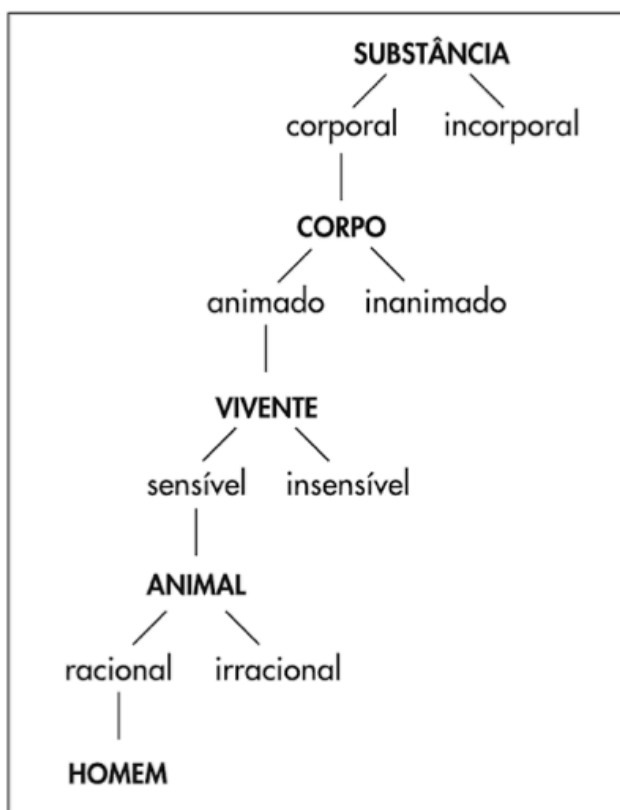 SUBSTÂNCIA
corporal incorporal
CORPO
animado inanimado
VIVENTE
sensível insensível
ANIMAL
racional irracional
HOMEM